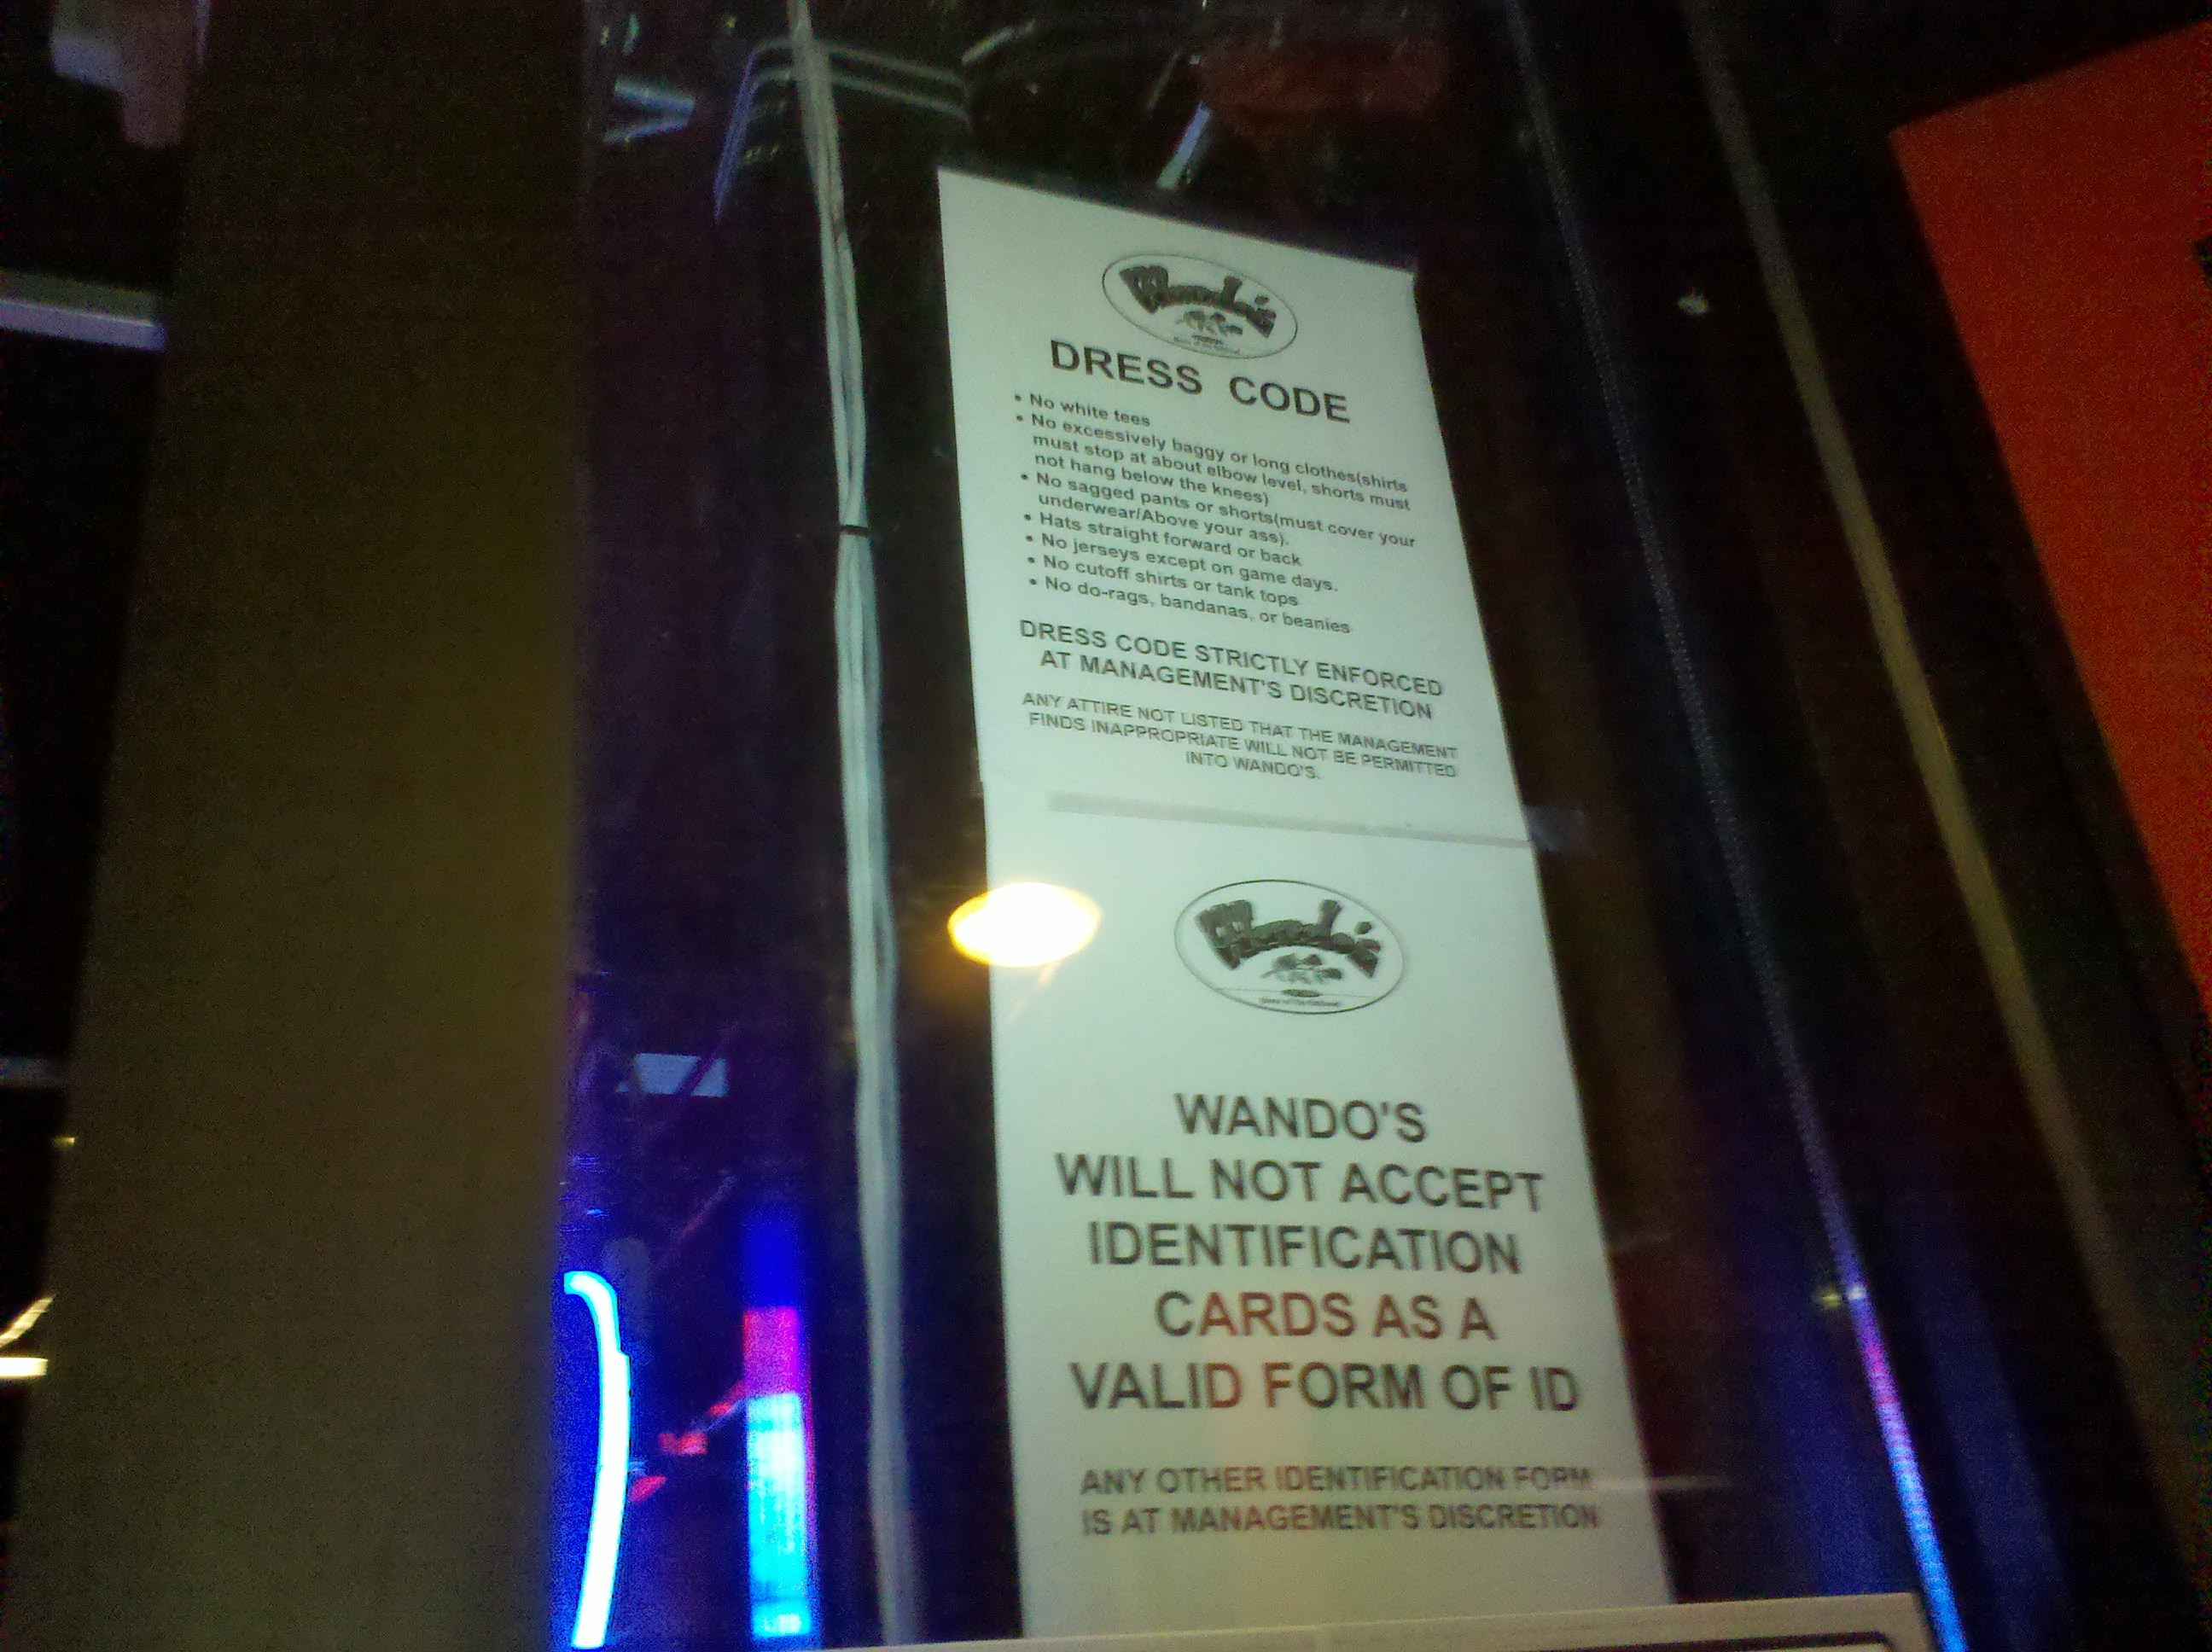 Wando's
DRESS CODE
• No white tees
• No excessively baggy or long clothes(shirts
must stop at about elbow level, shorts must
not hang below the knees)
• No sagged pants or shorts(must cover your
underwear/Above your ass).
• Hats straight forward or back
• No jerseys except on game days.
• No cutoff shirts or tank tops
• No do-rags, bandanas, or beanies
DRESS CODE STRICTLY ENFORCED
AT MANAGEMENT'S DISCRETION
ANY ATTIRE NOT LISTED THAT THE MANAGEMENT
FINDS INAPPROPRIATE WILL NOT BE PERMITTED
INTO WANDO'S.
Wando's
WANDO'S
WILL NOT ACCEPT
IDENTIFICATION
CARDS AS A
VALID FORM OF ID
ANY OTHER IDENTIFICATION FORM
IS AT MANAGEMENT'S DISCRETION